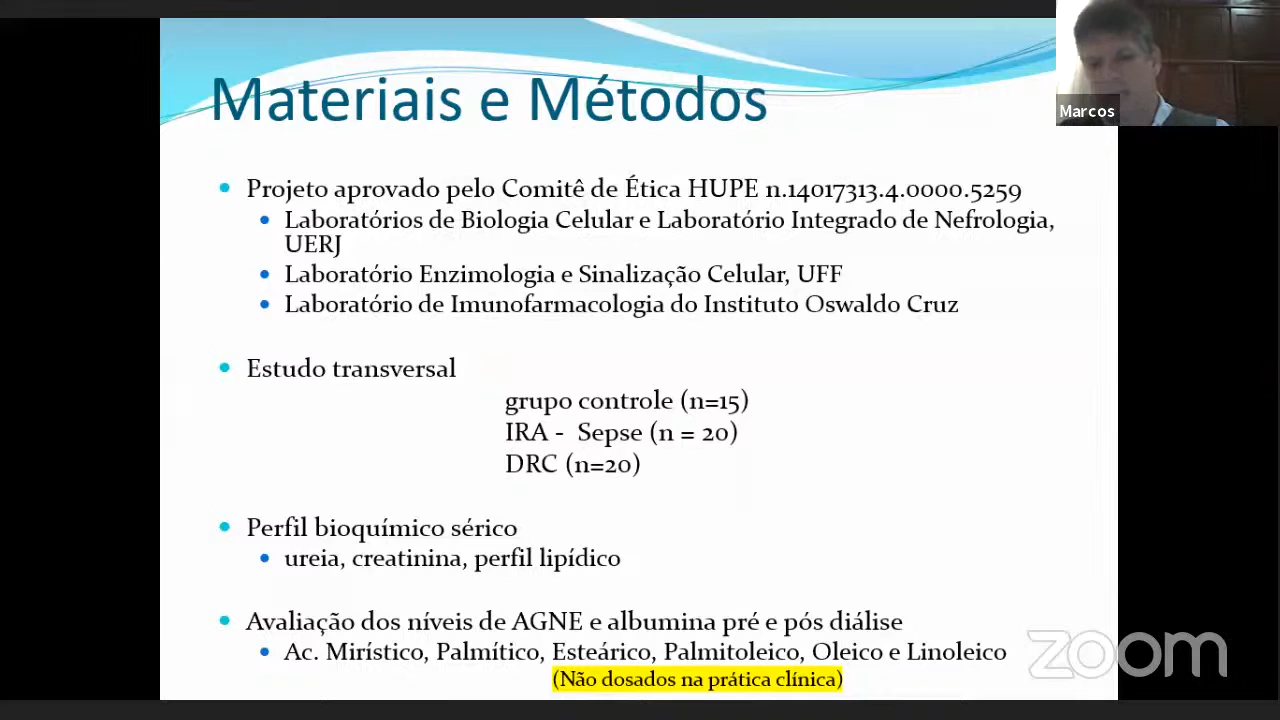 Materiais e Métodos
Marcos
Projeto aprovado pelo Comitê de Ética HUPE n.14017313.4.0000.5259
Laboratórios de Biologia Celular e Laboratório Integrado de Nefrologia,
UERJ
Laboratório Enzimologia e Sinalização Celular, UFF
Laboratório de Imunofarmacologia do Instituto Oswaldo Cruz
Estudo transversal
grupo controle (n=15)
IRA - Sepse (n = 20)
DRC (n=20)
Perfil bioquímico sérico
ureia, creatinina, perfil lipídico
Avaliação dos níveis de AGNE e albumina pré e pós diálise
Ac. Mirístico, Palmítico, Esteárico, Palmitoleico, Oleico e Linoleico
(Não dosados na prática clínica)
zoom